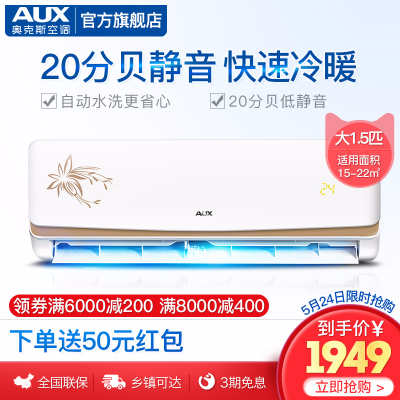 AUX 官方旗舰店
奥克斯空调
20分贝静音 快速冷暖
自动水洗更省心 20分贝低静音
大1.5匹
适用面积
15~22㎡
24
AUX
领券满6000减200 满8000减400
5月24日限时抢购
下单送50元红包
到手价¥
1949
立即抢购>
全国联保 乡镇可达 3期免息